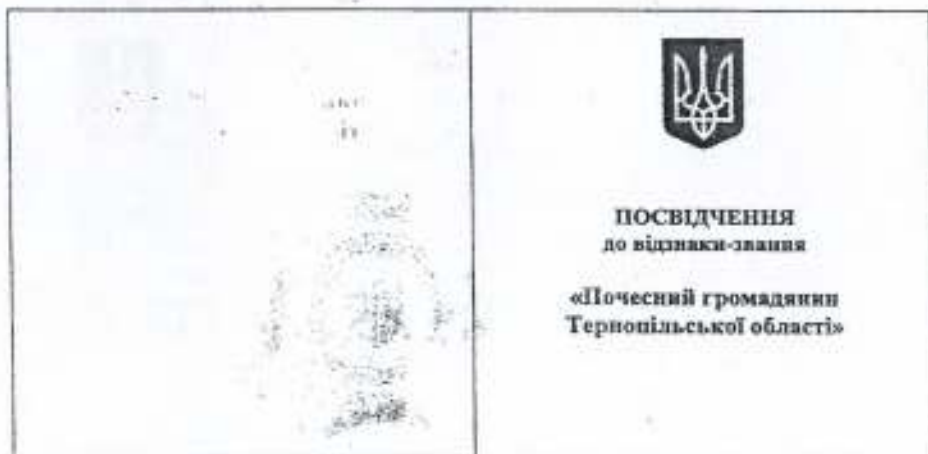 ПОСВІДЧЕННЯ
до відзнаки-звання
«Почесний громадянин
Тернопільської області»